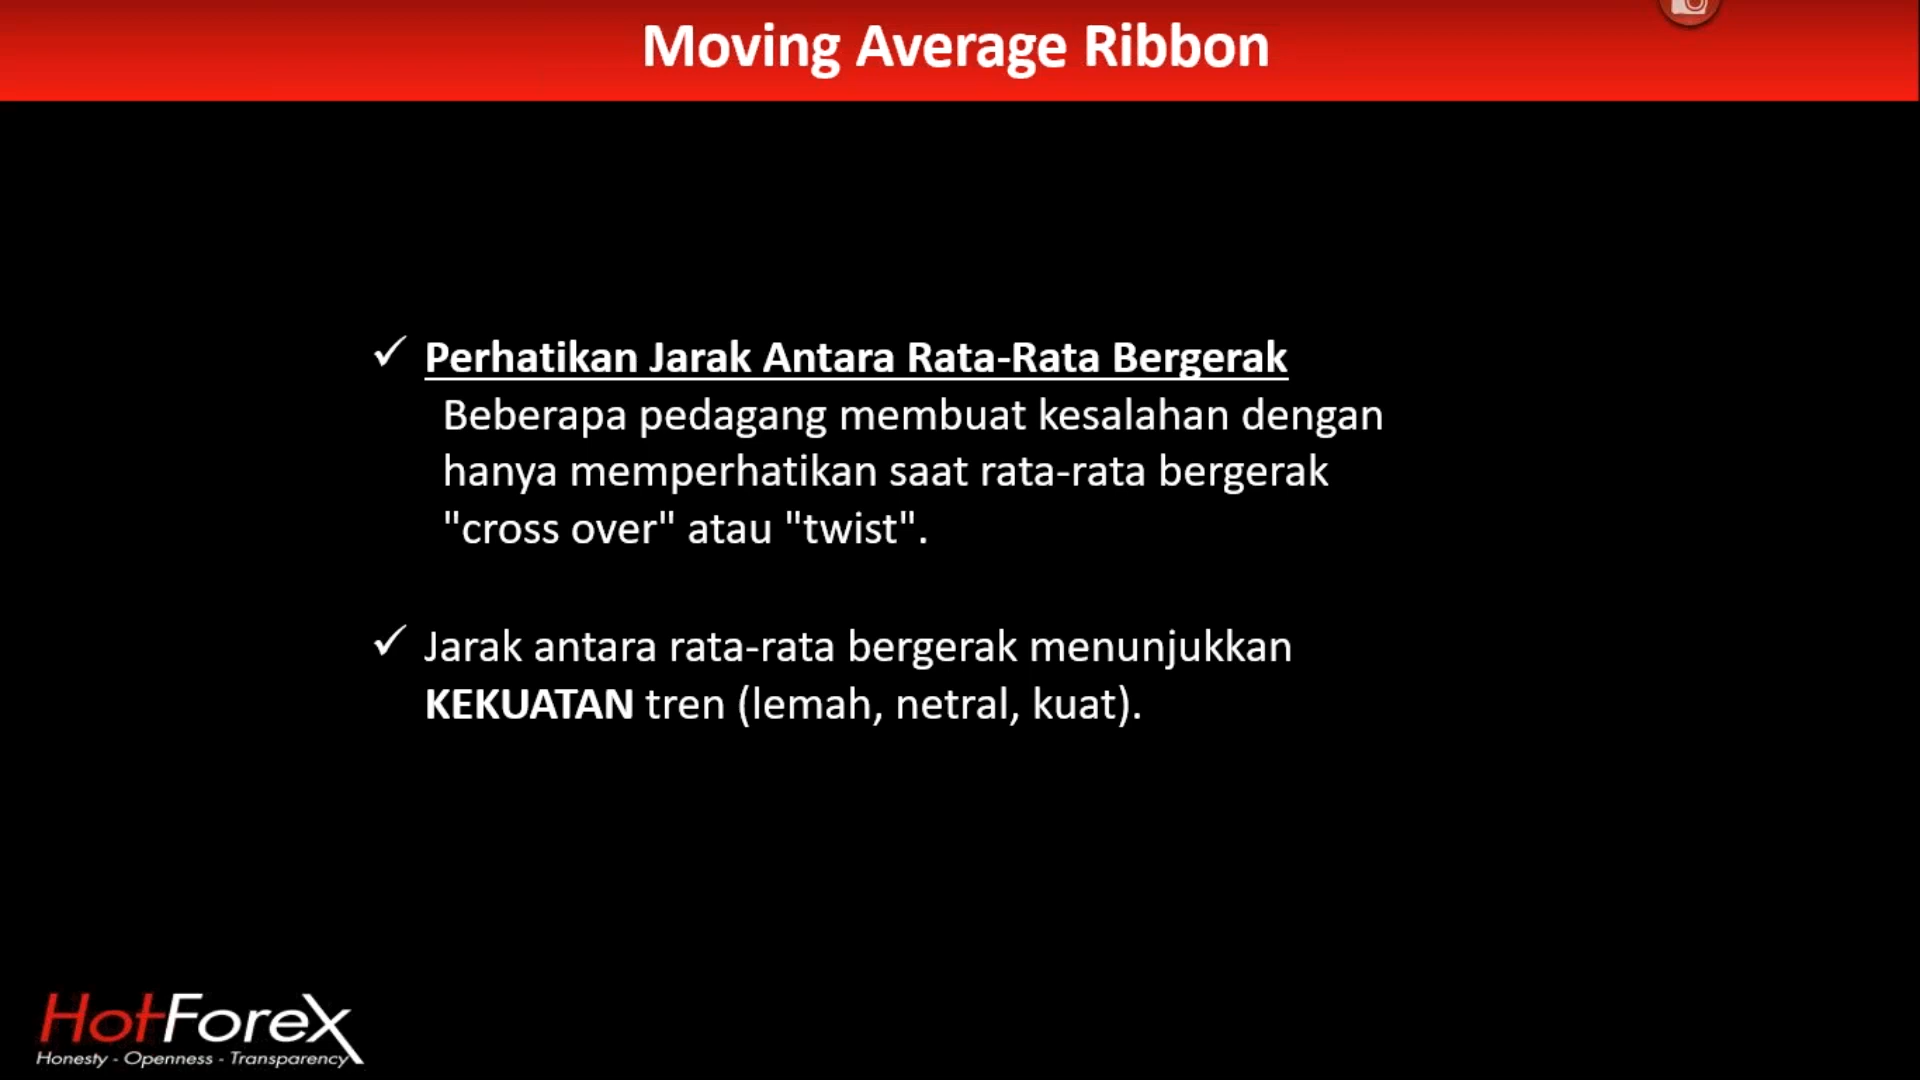 Moving Average Ribbon
✓ Perhatikan Jarak Antara Rata-Rata Bergerak
Beberapa pedagang membuat kesalahan dengan
hanya memperhatikan saat rata-rata bergerak
"cross over" atau "twist".
✓ Jarak antara rata-rata bergerak menunjukkan
KEKUATAN tren (lemah, netral, kuat).
HotForex
Honesty - Openness - Transparency